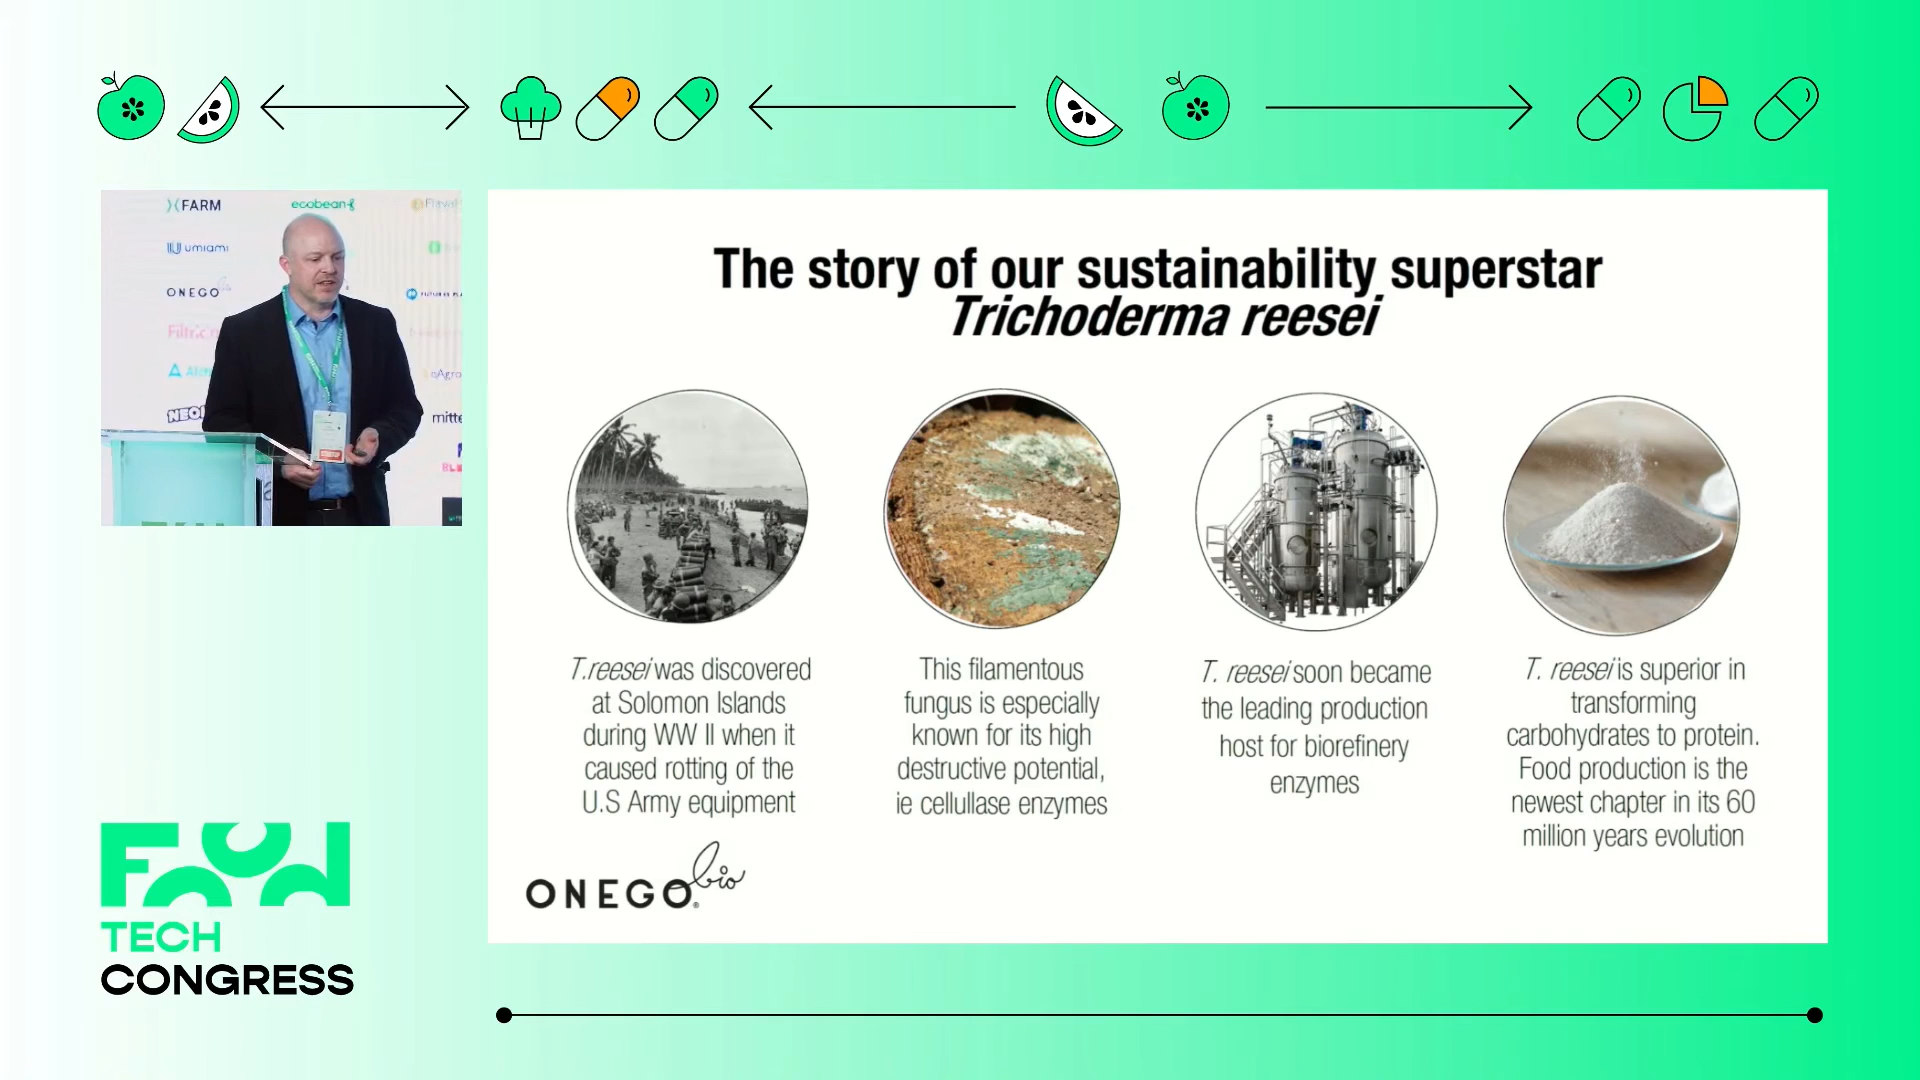 FARM
ecobean
umiami
ONEGO
NEO
mitte
BL
The story of our sustainability superstar
Trichoderma reesei
T.reesei was discovered
at Solomon Islands
during WW II when it
caused rotting of the
U.S Army equipment
This filamentous
fungus is especially
known for its high
destructive potential,
ie cellullase enzymes
T. reesei soon became
the leading production
host for biorefinery
enzymes
T. reesei is superior in
transforming
carbohydrates to protein.
Food production is the
newest chapter in its 60
million years evolution
ONEGO bio
Food
TECH
CONGRESS